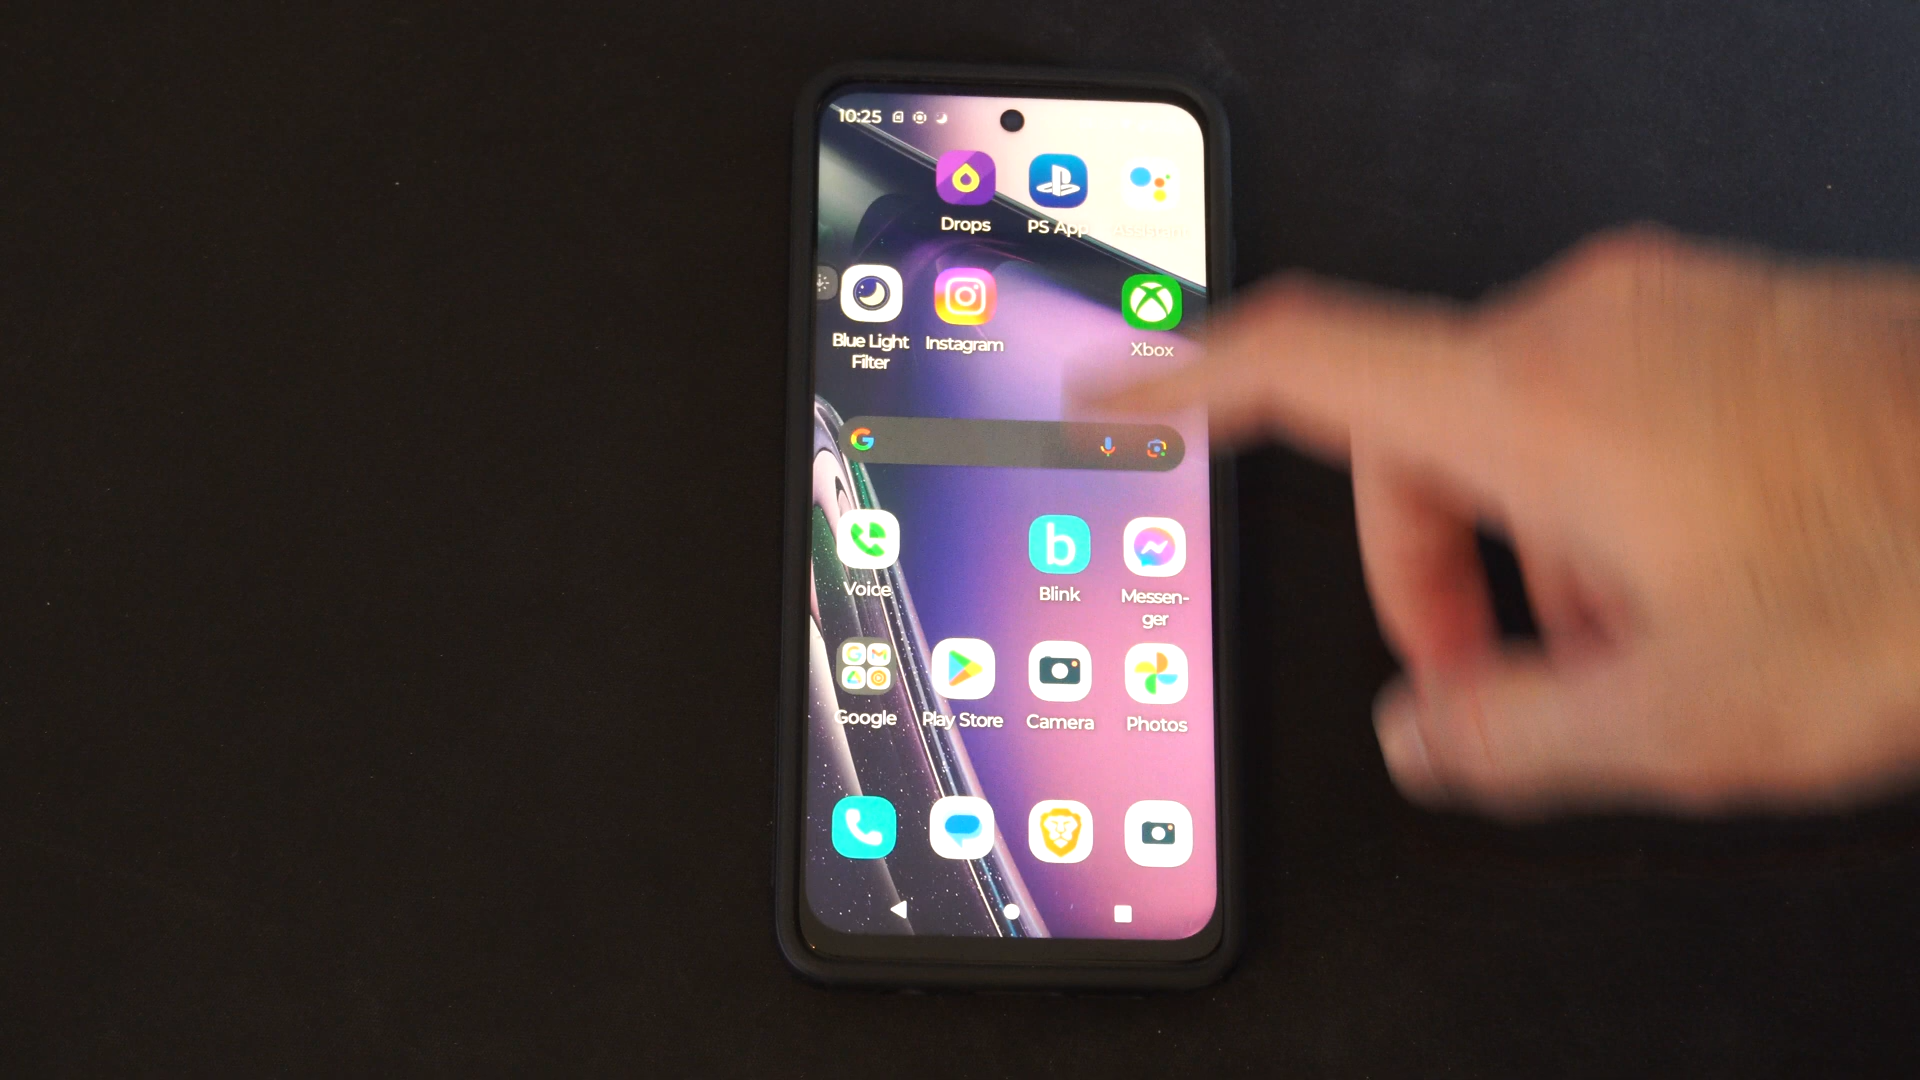 10:25
Drops
PS App
Assistant
Blue Light
Filter
Instagram
Xbox
Voice
b
Blink
Messen-
ger
Google
Play Store
Camera
Photos